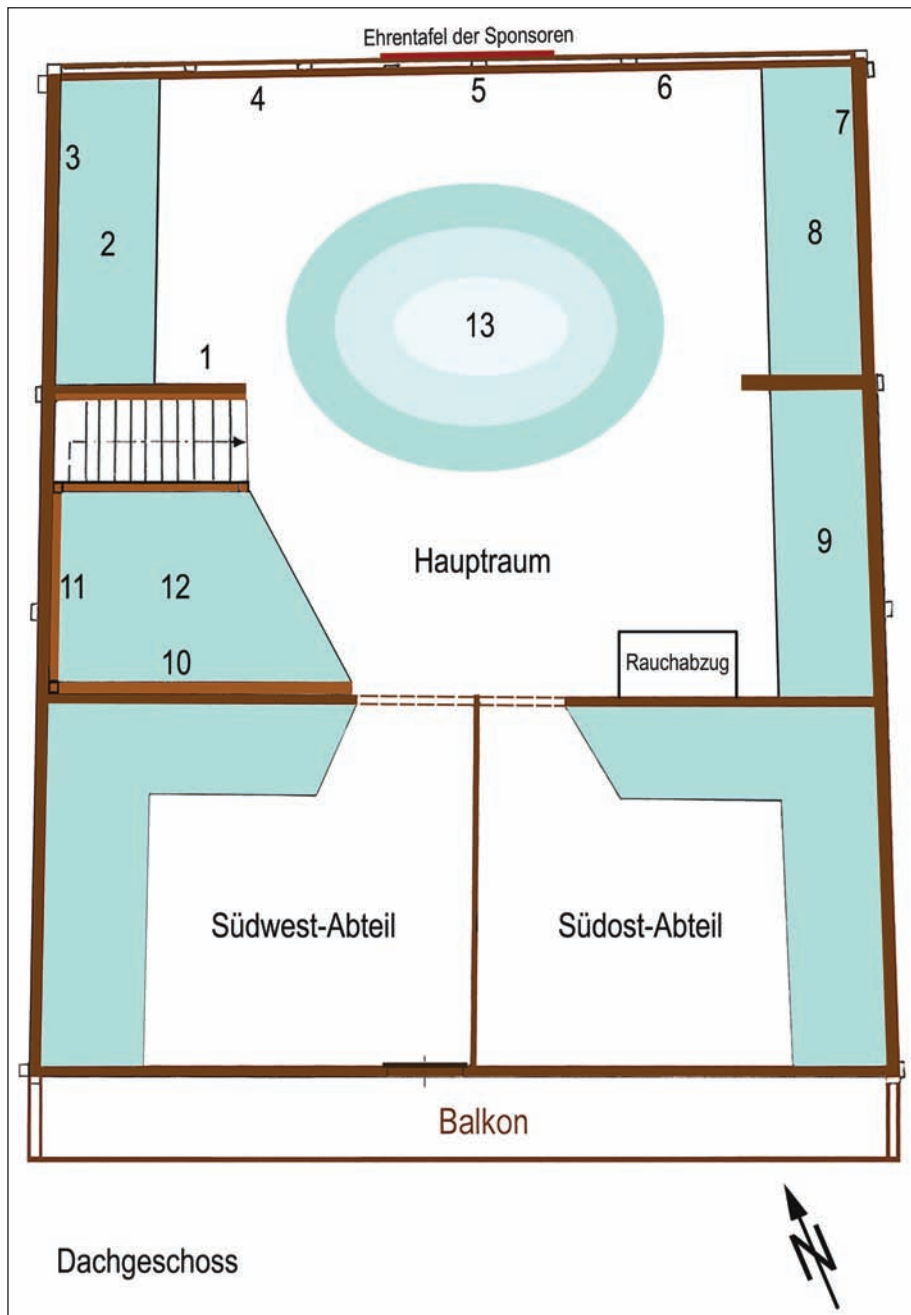 Ehrentafel der Sponsoren
4
5
6
7
3
2
8
13
1
9
Hauptraum
11
12
10
Rauchabzug
Südwest-Abteil
Südost-Abteil
Balkon
N
Dachgeschoss